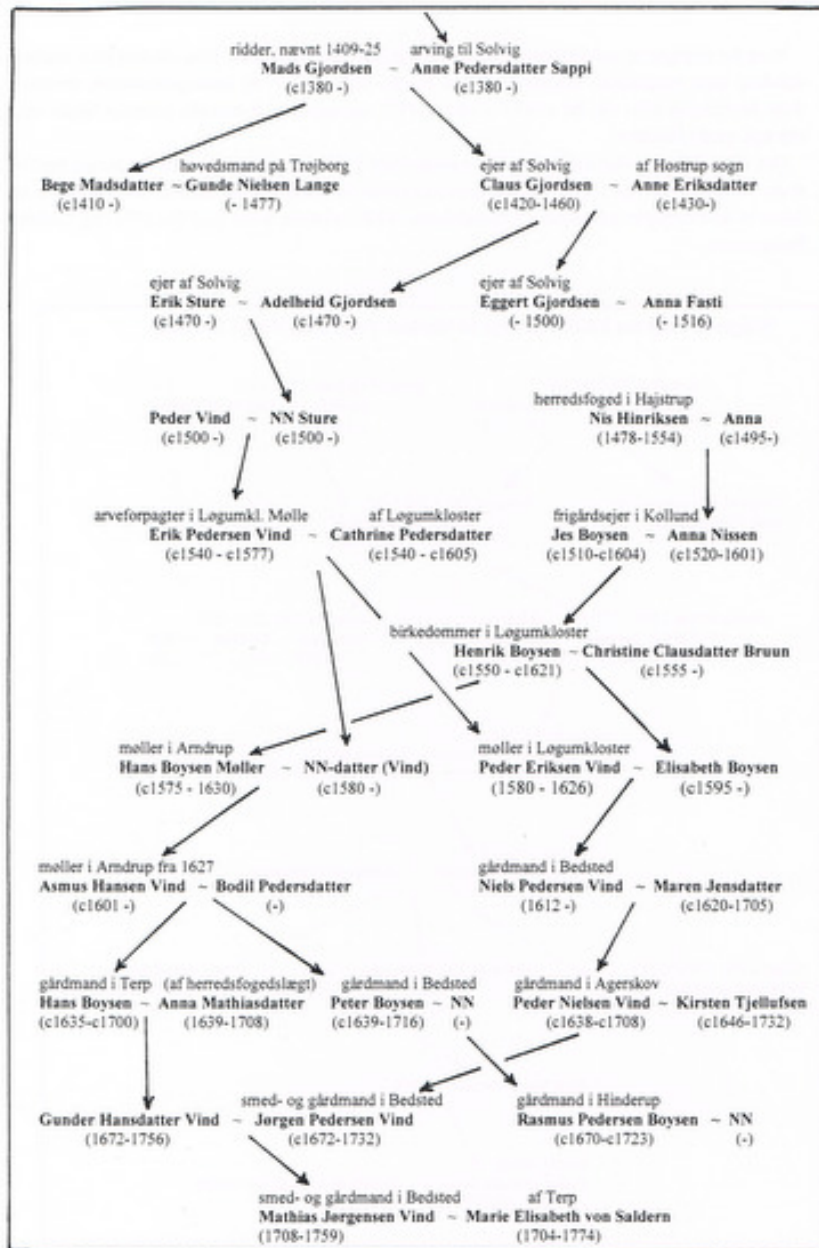 ridder, nævnt 1409-25 arving til Solvig
Mads Gjordsen ~ Anne Pedersdatter Sappi
(c1380 -) (c1380 -)
høvedsmand på Trøjborg ejer af Solvig af Hostrup sogn
Bege Madsdatter ~ Gunde Nielsen Lange Claus Gjordsen ~ Anne Eriksdatter
(c1410 -) (- 1477) (c1420-1460) (c1430-)
ejer af Solvig ejer af Solvig
Erik Sture ~ Adelheid Gjordsen Eggert Gjordsen ~ Anna Fasti
(c1470 -) (c1470 -) (- 1500) (- 1516)
herredsfoged i Hajstrup
Peder Vind ~ NN Sture Nis Hinriksen ~ Anna
(c1500 -) (c1500 -) (1478-1554) (c1495-)
arveforpagter i Løgumkl. Mølle af Løgumkloster frigårdsejer i Kollund
Erik Pedersen Vind ~ Cathrine Pedersdatter Jes Boysen ~ Anna Nissen
(c1540 - c1577) (c1540 - c1605) (c1510-c1604) (c1520-1601)
birkedommer i Løgumkloster
Henrik Boysen ~ Christine Clausdatter Bruun
(c1550 - c1621) (c1555 -)
møller i Arndrup møller i Løgumkloster
Hans Boysen Møller ~ NN-datter (Vind) Peder Eriksen Vind ~ Elisabeth Boysen
(c1575 - 1630) (c1580 -) (1580 - 1626) (c1595 -)
møller i Arndrup fra 1627 gårdmand i Bedsted
Asmus Hansen Vind ~ Bodil Pedersdatter Niels Pedersen Vind ~ Maren Jensdatter
(c1601 -) (-) (1612 -) (c1620-1705)
gårdmand i Terp (af herredsfogedslægt) gårdmand i Bedsted gårdmand i Agerskov
Hans Boysen ~ Anna Mathiasdatter Peter Boysen ~ NN Peder Nielsen Vind ~ Kirsten Tjellufsen
(c1635-c1700) (1639-1708) (c1639-1716) (-) (c1638-c1708) (c1646-1732)
smed- og gårdmand i Bedsted gårdmand i Hinderup
Gunder Hansdatter Vind ~ Jørgen Pedersen Vind Rasmus Pedersen Boysen ~ NN
(1672-1756) (c1672-1732) (c1670-c1723) (-)
smed- og gårdmand i Bedsted af Terp
Mathias Jørgensen Vind ~ Marie Elisabeth von Saldern
(1708-1759) (1704-1774)